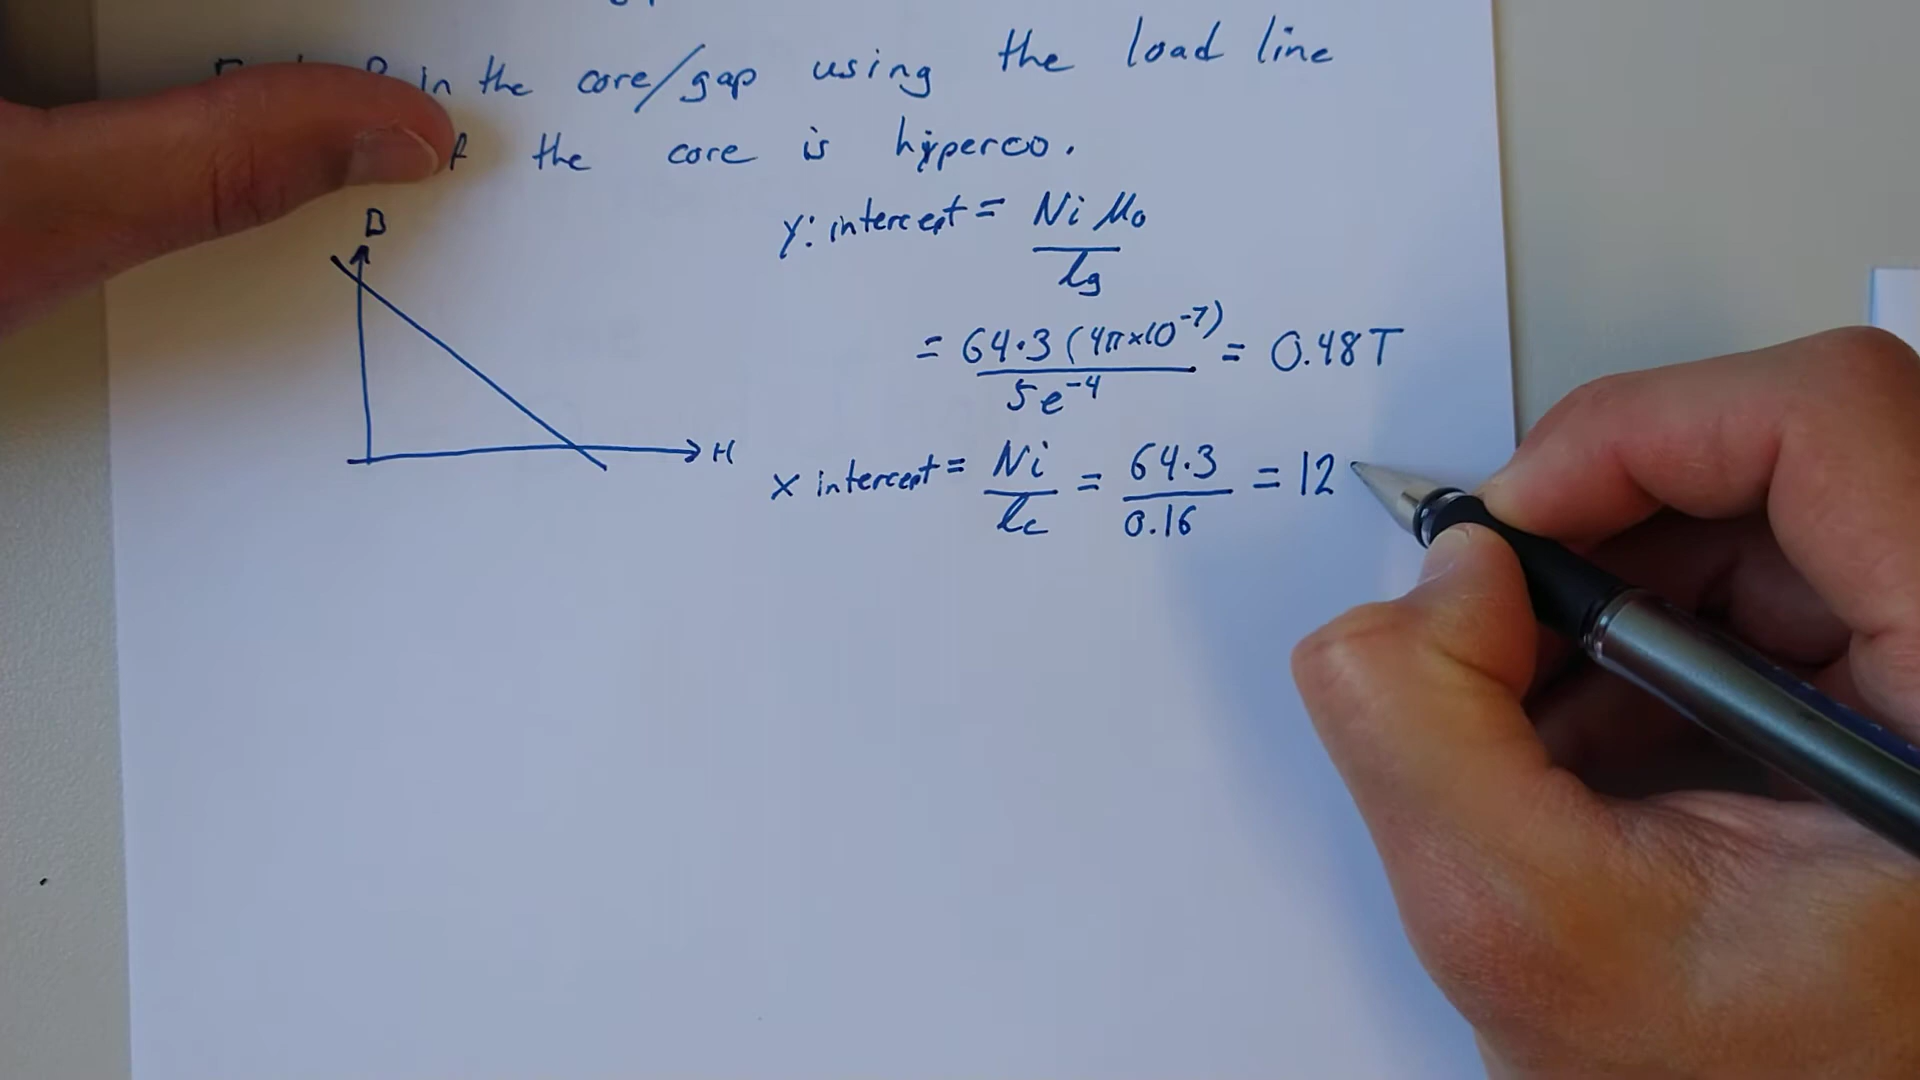 in the core/gap using the load line
the core is hyperco.
B
H
y: intercept = Ni μ₀
lg
= 64·3 (4π×10⁻⁷) = 0.48T
5e⁻⁴
x intercept = Ni = 64·3 = 12
lc 0.16